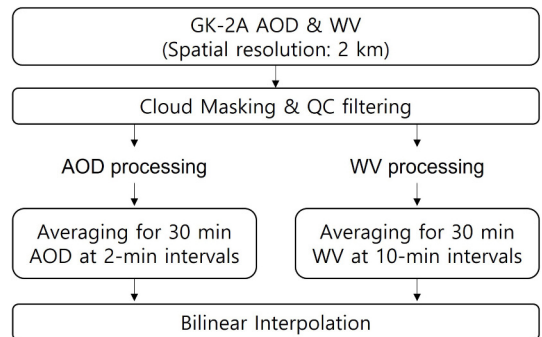 GK-2A AOD & WV
(Spatial resolution: 2 km)
Cloud Masking & QC filtering
AOD processing
WV processing
Averaging for 30 min
AOD at 2-min intervals
Averaging for 30 min
WV at 10-min intervals
Bilinear Interpolation